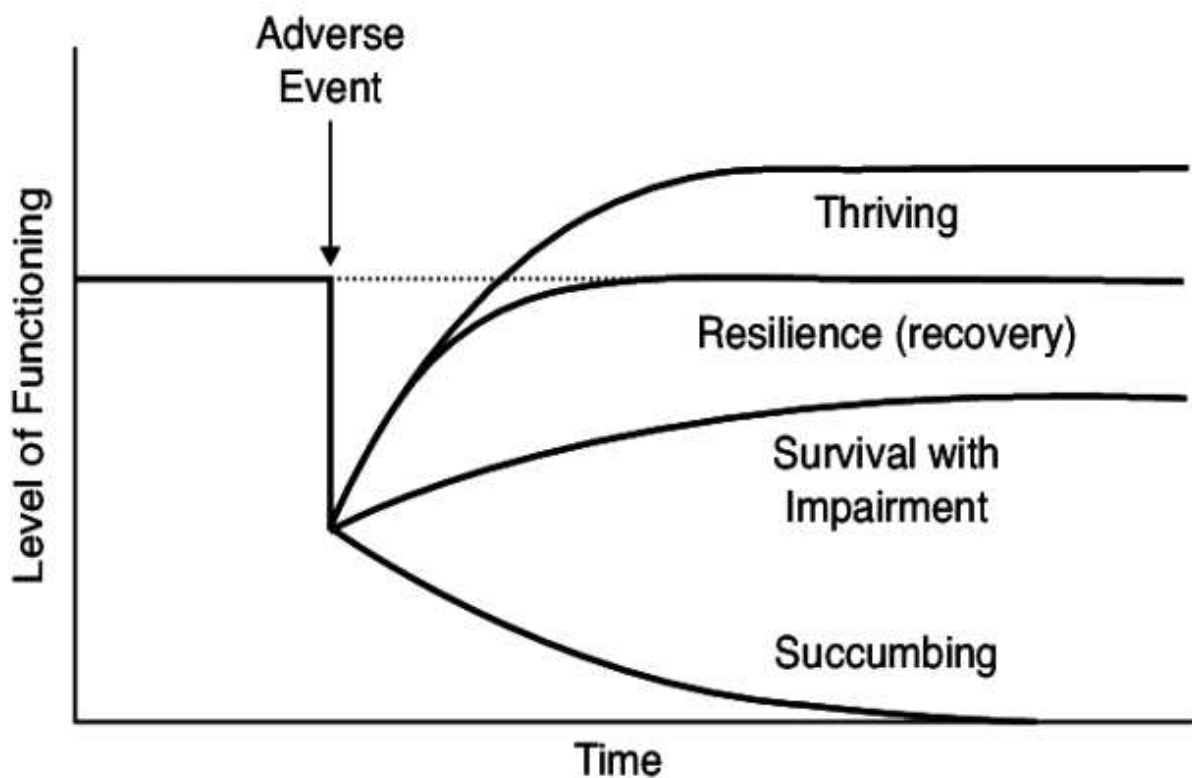 Adverse
Event
Level of Functioning
Thriving
Resilience (recovery)
Survival with
Impairment
Succumbing
Time